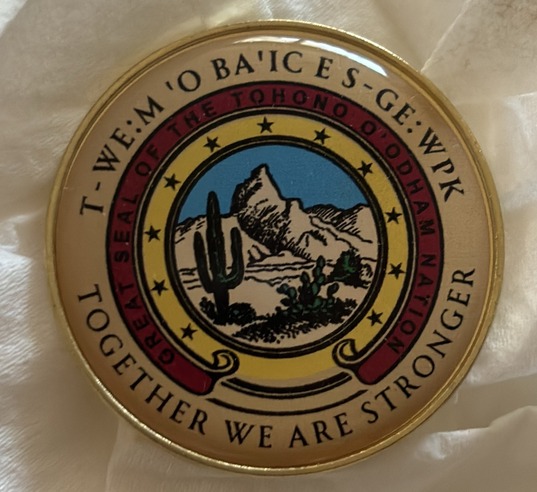 T-WE:M 'O BA'IC E S-GE:WPK
GREAT SEAL OF THE TOHONO O'ODHAM NATION
TOGETHER WE ARE STRONGER